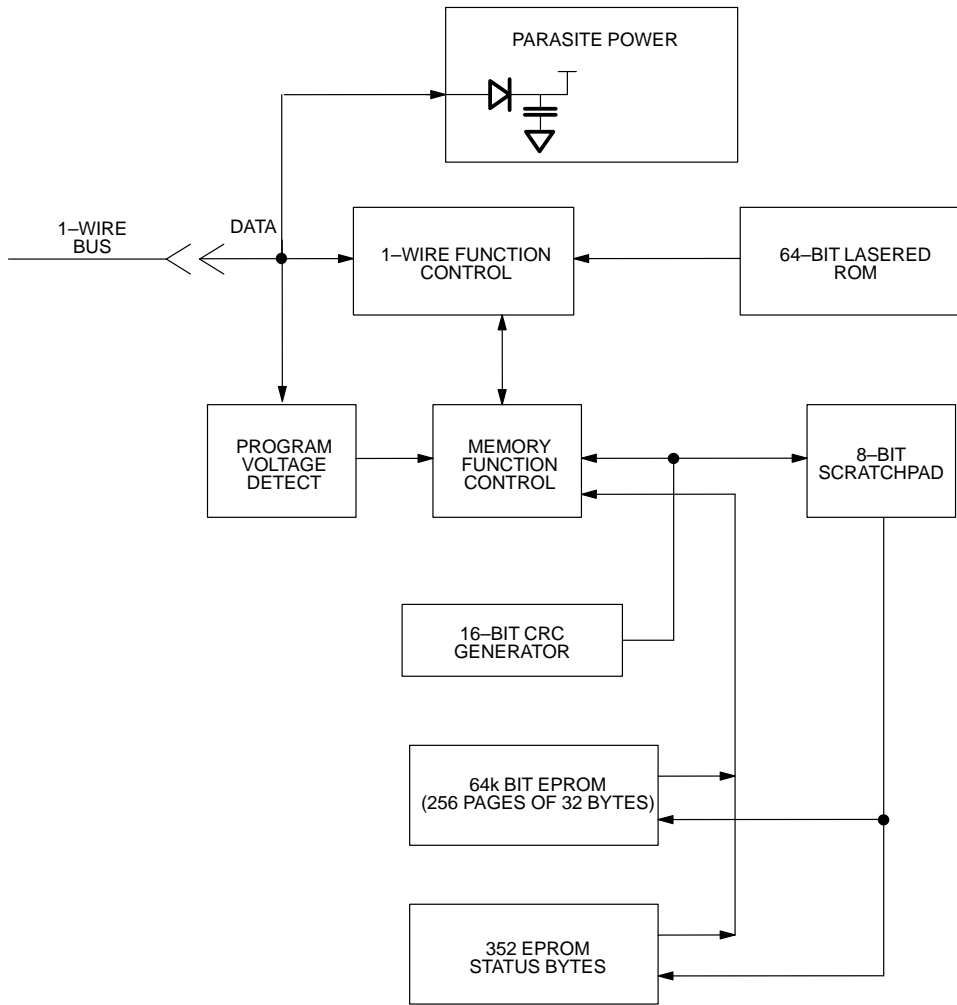 PARASITE POWER
1–WIRE
BUS
DATA
1–WIRE FUNCTION
CONTROL
64–BIT LASERED
ROM
PROGRAM
VOLTAGE
DETECT
MEMORY
FUNCTION
CONTROL
8–BIT
SCRATCHPAD
16–BIT CRC
GENERATOR
64k BIT EPROM
(256 PAGES OF 32 BYTES)
352 EPROM
STATUS BYTES